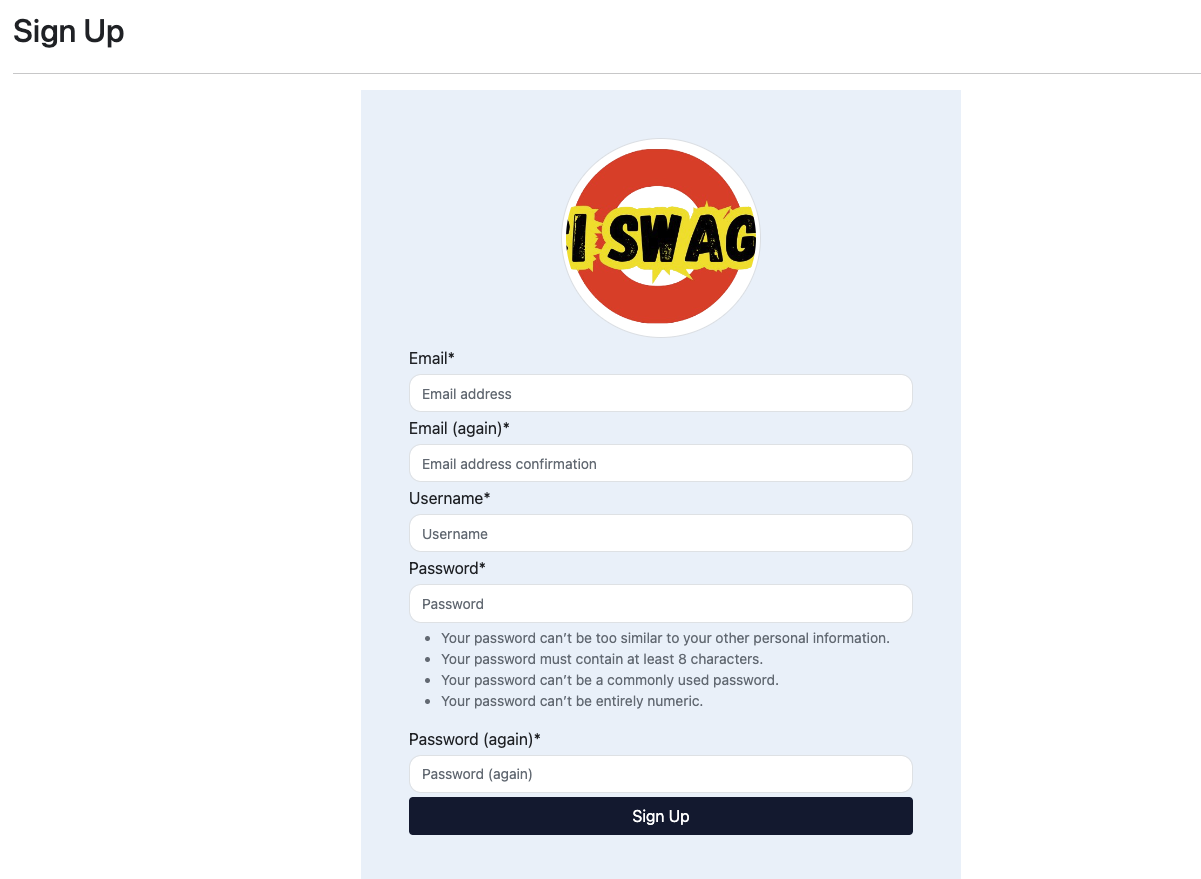 Sign Up
I SWAG
Email*
Email address
Email (again)*
Email address confirmation
Username*
Username
Password*
Password
Your password can’t be too similar to your other personal information.
Your password must contain at least 8 characters.
Your password can’t be a commonly used password.
Your password can’t be entirely numeric.
Password (again)*
Password (again)
Sign Up